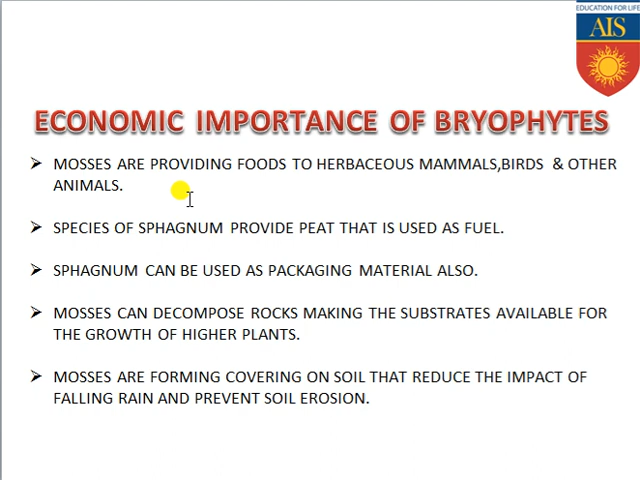 EDUCATION FOR LIFE
AIS
ECONOMIC IMPORTANCE OF BRYOPHYTES
MOSSES ARE PROVIDING FOODS TO HERBACEOUS MAMMALS,BIRDS & OTHER
ANIMALS.
SPECIES OF SPHAGNUM PROVIDE PEAT THAT IS USED AS FUEL.
SPHAGNUM CAN BE USED AS PACKAGING MATERIAL ALSO.
MOSSES CAN DECOMPOSE ROCKS MAKING THE SUBSTRATES AVAILABLE FOR
THE GROWTH OF HIGHER PLANTS.
MOSSES ARE FORMING COVERING ON SOIL THAT REDUCE THE IMPACT OF
FALLING RAIN AND PREVENT SOIL EROSION.